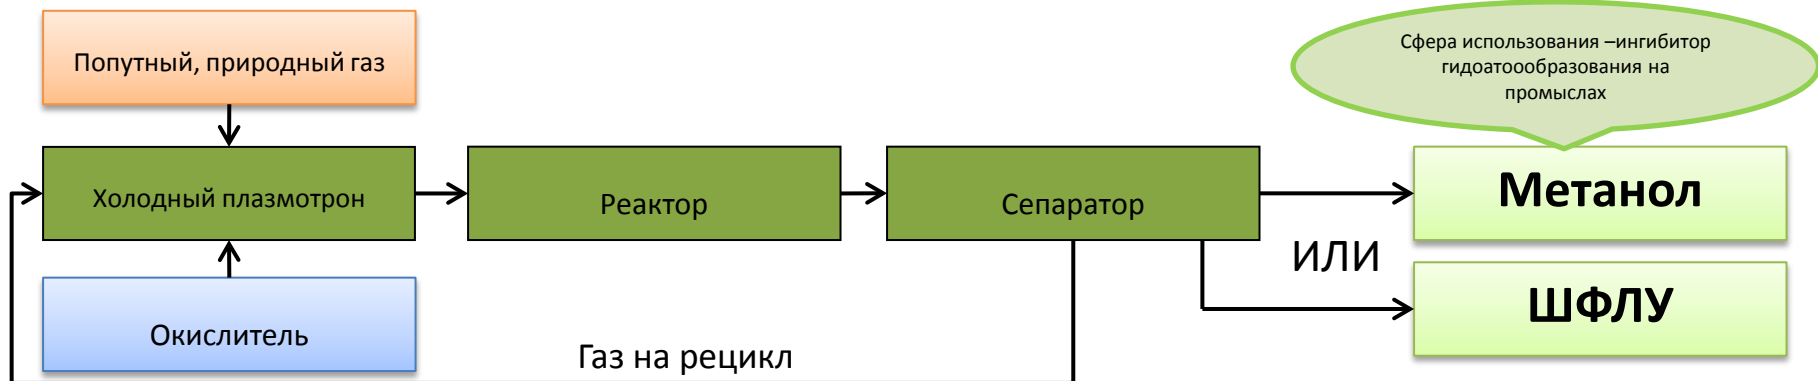 Попутный, природный газ
Сфера использования –ингибитор
гидоатоообразования на
промыслах
Холодный плазмотрон
Реактор
Сепаратор
Метанол
ИЛИ
ШФЛУ
Окислитель
Газ на рецикл